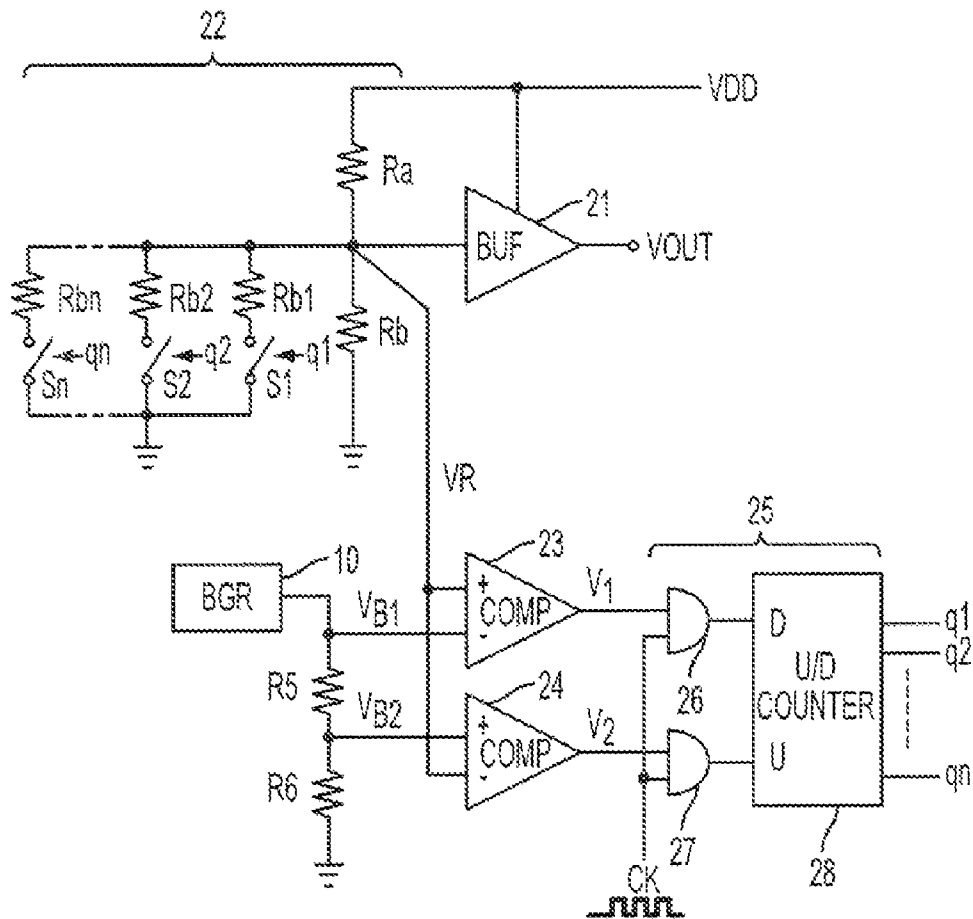 22
VDD
Ra
21
BUF
VOUT
Rbn
Rb2
Rb1
Rb
qn
q2
q1
Sn
S2
S1
VR
25
10
23
BGR
VB1
+
COMP
-
V1
D
q1
R5
24
26
U/D
COUNTER
q2
VB2
+
COMP
-
V2
U
R6
qn
27
28
CK